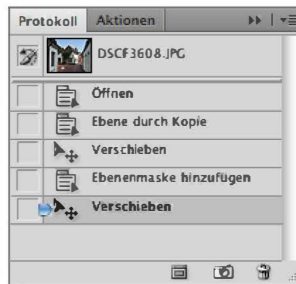 Protokoll Aktionen
DSCF3608.JPG
Öffnen
Ebene durch Kopie
Verschieben
Ebenenmaske hinzufügen
Verschieben